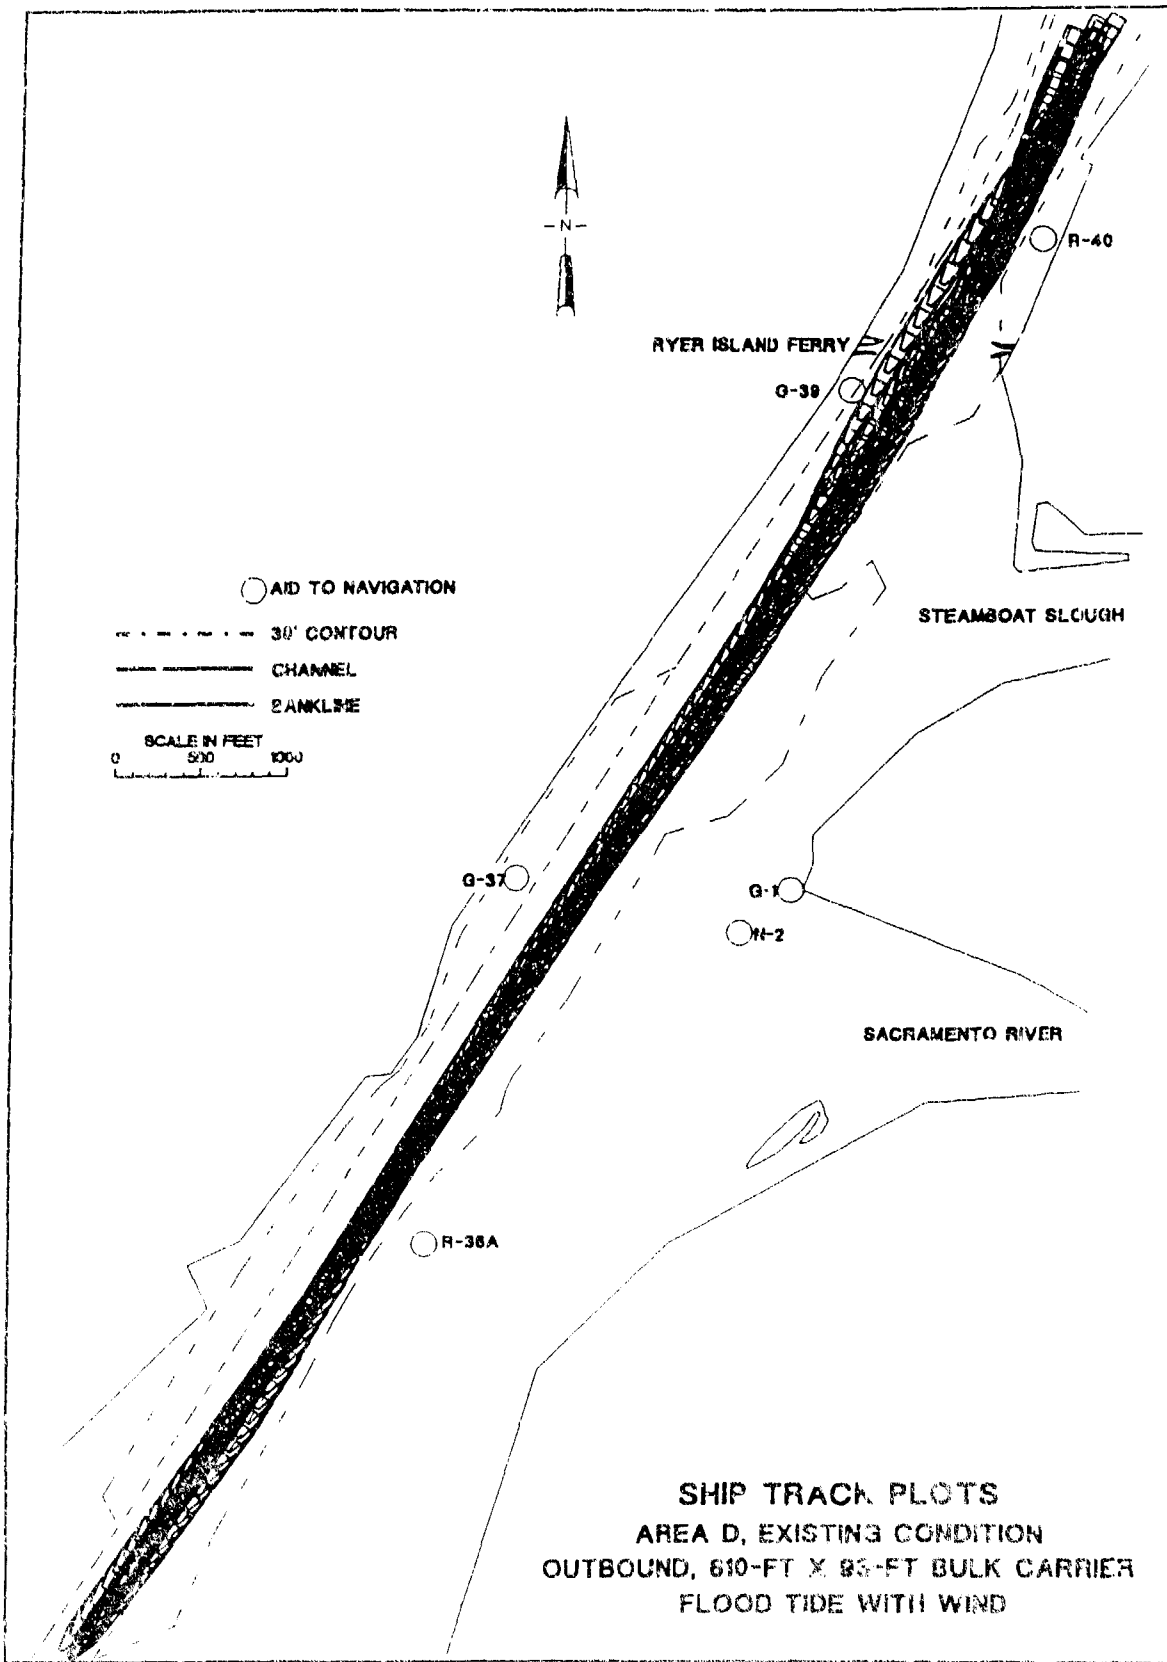 -N-
R-40
RYER ISLAND FERRY
G-39
AID TO NAVIGATION
30' CONTOUR
CHANNEL
BANKLINE
SCALE IN FEET
0 500 1000
STEAMBOAT SLOUGH
G-37
G-1
N-2
SACRAMENTO RIVER
R-36A
SHIP TRACK PLOTS
AREA D, EXISTING CONDITION
OUTBOUND, 610-FT X 93-FT BULK CARRIER
FLOOD TIDE WITH WIND